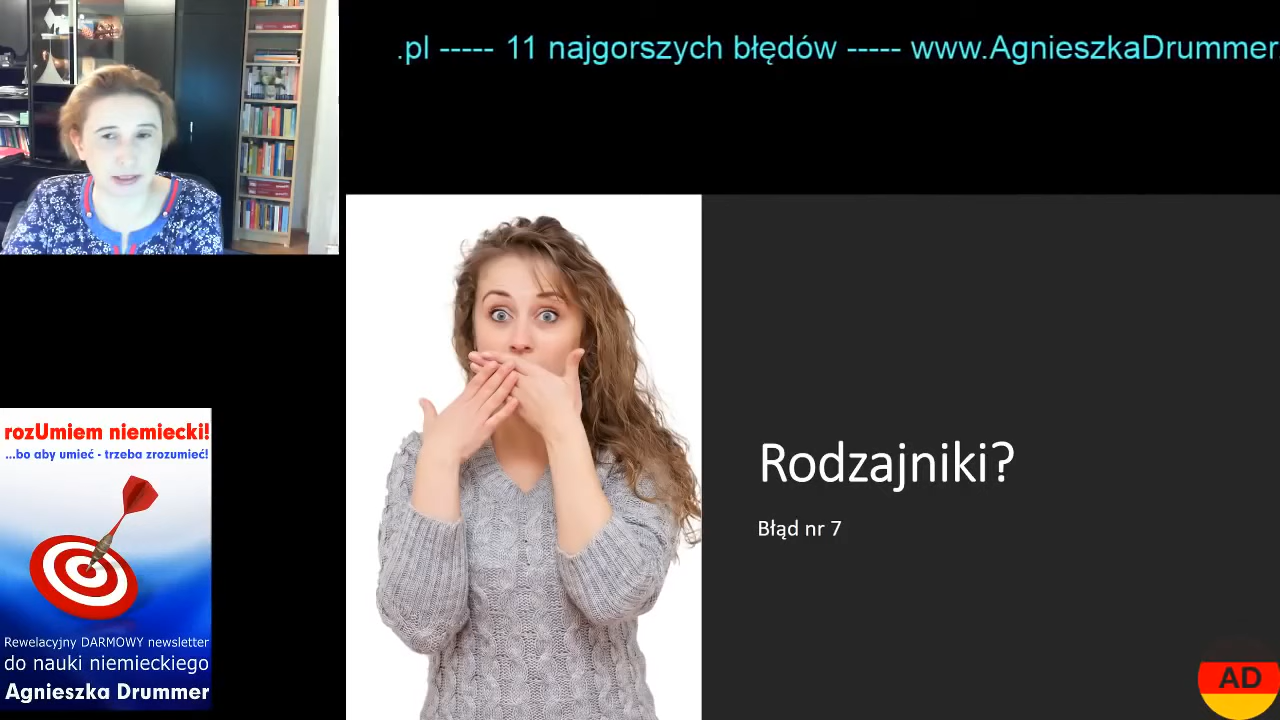 .pl ----- 11 najgorszych błędów ----- www.AgnieszkaDrummer.
Rodzajniki?
Błąd nr 7
rozUmiem niemiecki!
...bo aby umieć - trzeba zrozumieć!
Rewelacyjny DARMOWY newsletter
do nauki niemieckiego
Agnieszka Drummer
AD